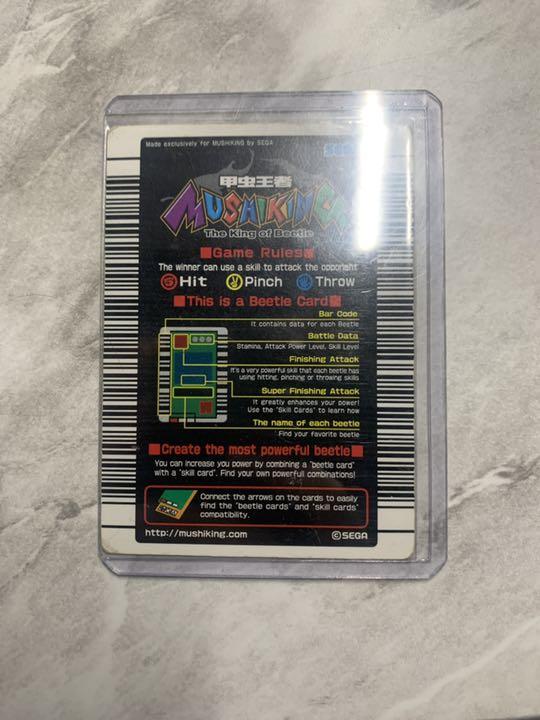 Made exclusively for MUSHIKING by SEGA
SEGA
甲虫王者
MUSHIKING
The King of Beetle
Game Rules
The winner can use a skill to attack the opponent
Hit Pinch Throw
This is a Beetle Card
Bar Code
It contains data for each Beetle
Battle Data
Stamina, Attack Power Level, Skill Level
Finishing Attack
It's a very powerful skill that each beetle has
using hitting, pinching or throwing skills
Super Finishing Attack
It greatly enhances your power!
Use the "Skill Cards" to learn how
The name of each beetle
Find your favorite beetle
Create the most powerful beetle
You can increase you power by combining a "beetle card"
with a "skill card". Find your own powerful combinations!
Connect the arrows on the cards to easily
find the "beetle cards" and "skill cards"
compatibility.
http://mushiking.com ©SEGA